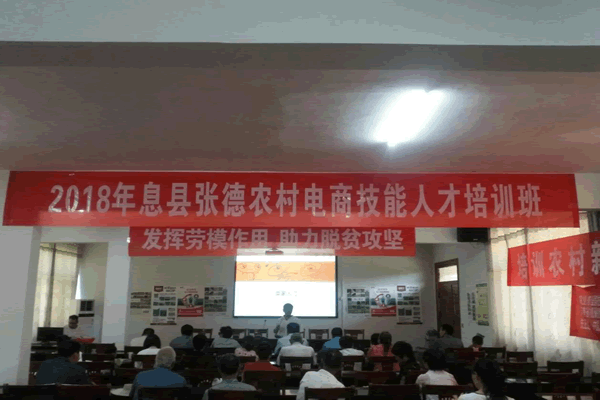 2018年息县张德农村电商技能人才培训班
发挥劳模作用 助力脱贫攻坚
培训农村新